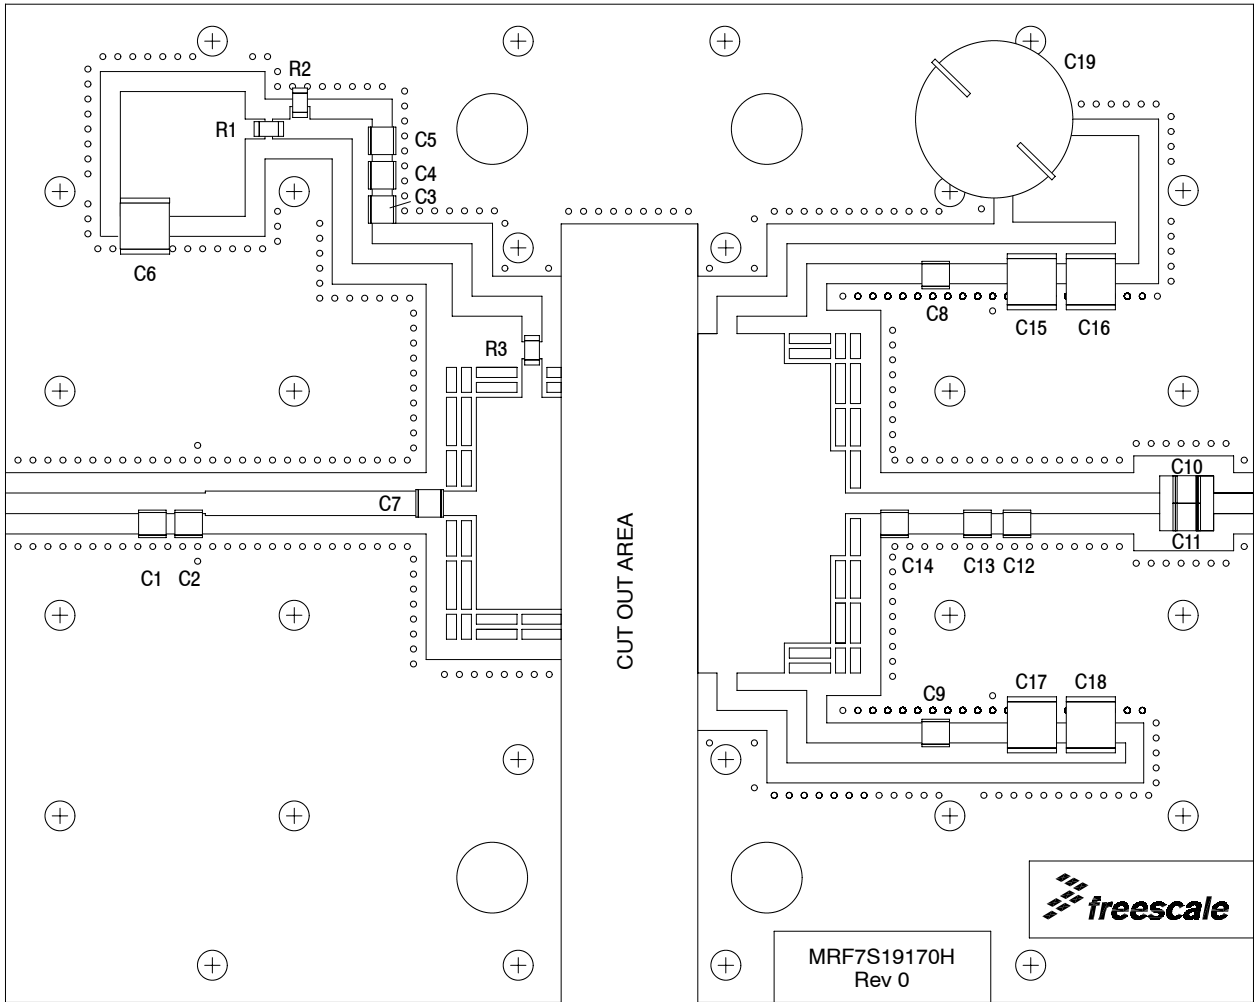 C19
R2
R1
C5
C4
C3
C6
C8
C15
C16
R3
C10
C7
C11
C1
C2
C14
C13
C12
CUT OUT AREA
C9
C17
C18
freescale
MRF7S19170H
Rev 0